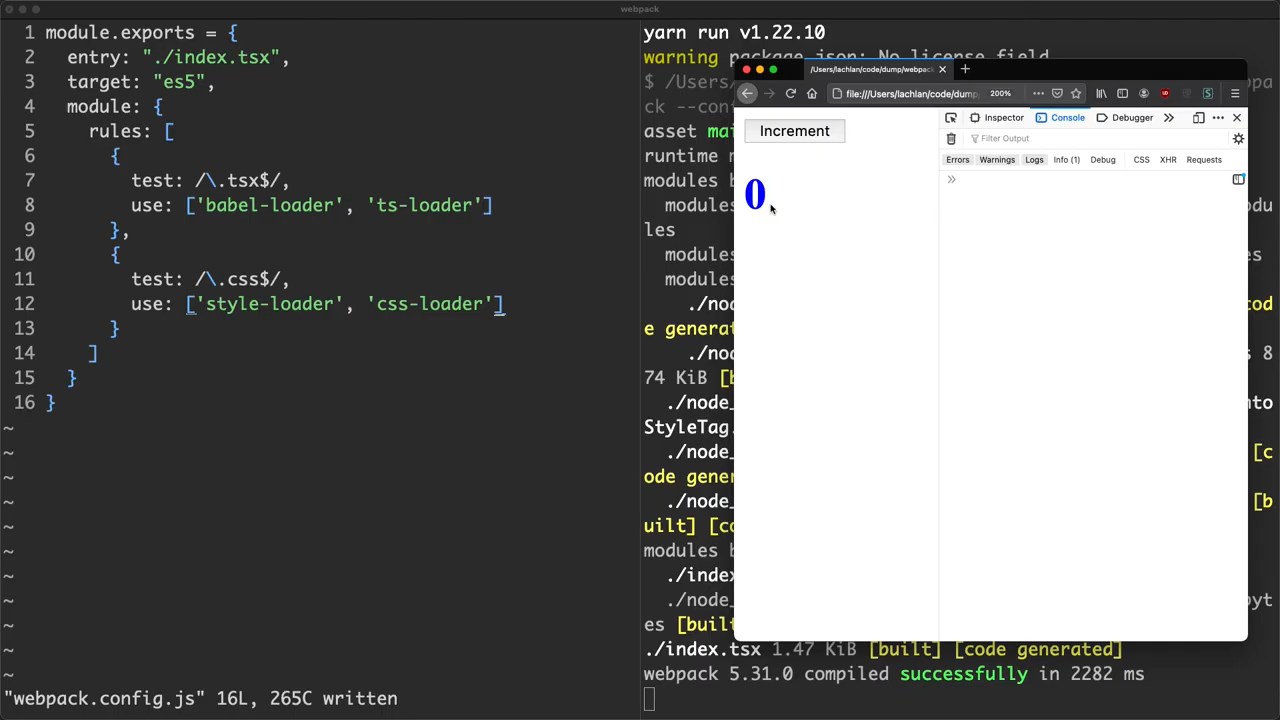 webpack
1 module.exports = {
2 entry: "./index.tsx",
3 target: "es5",
4 module: {
5 rules: [
6 {
7 test: /\.tsx$/,
8 use: ['babel-loader', 'ts-loader']
9 },
10 {
11 test: /\.css$/,
12 use: ['style-loader', 'css-loader']
13 }
14 ]
15 }
16 }
~
~
~
~
~
~
~
~
~
~
~
"webpack.config.js" 16L, 265C written
yarn run v1.22.10
warning package.json: No license field
$ /Users/
ck --con
asset
runtime
modules b
modules
les
modules
modules
./no
e generat
./no
74 KiB [b
./node_
StyleTag.
./node_
ode gene
./node_
uilt] [co
modules b
./index
./node_
es [built
./index.tsx 1.47 KiB [built] [code generated]
webpack 5.31.0 compiled successfully in 2282 ms
/Users/lachlan/code/dump/webpack
file:///Users/lachlan/code/dump
200%
Inspector
Console
Debugger
Filter Output
Errors
Warnings
Logs
Info (1)
Debug
CSS
XHR
Requests
Increment
0